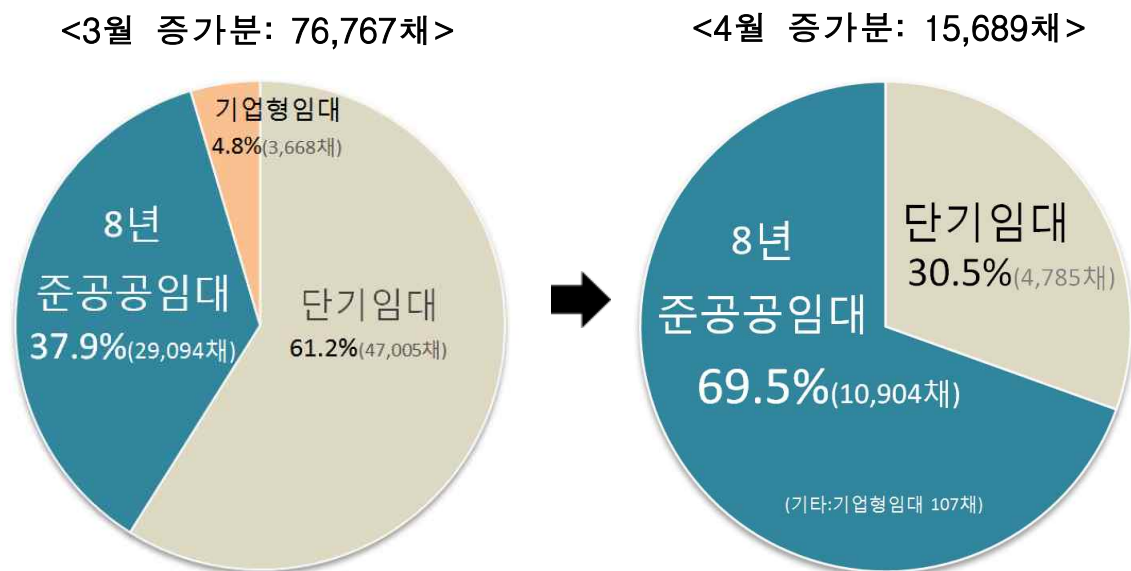 <3월 증가분: 76,767채>
기업형임대
4.8%(3,668채)
8년
준공공임대
37.9%(29,094채)
단기임대
61.2%(47,005채)
<4월 증가분: 15,689채>
단기임대
30.5%(4,785채)
8년
준공공임대
69.5%(10,904채)
(기타:기업형임대 107채)